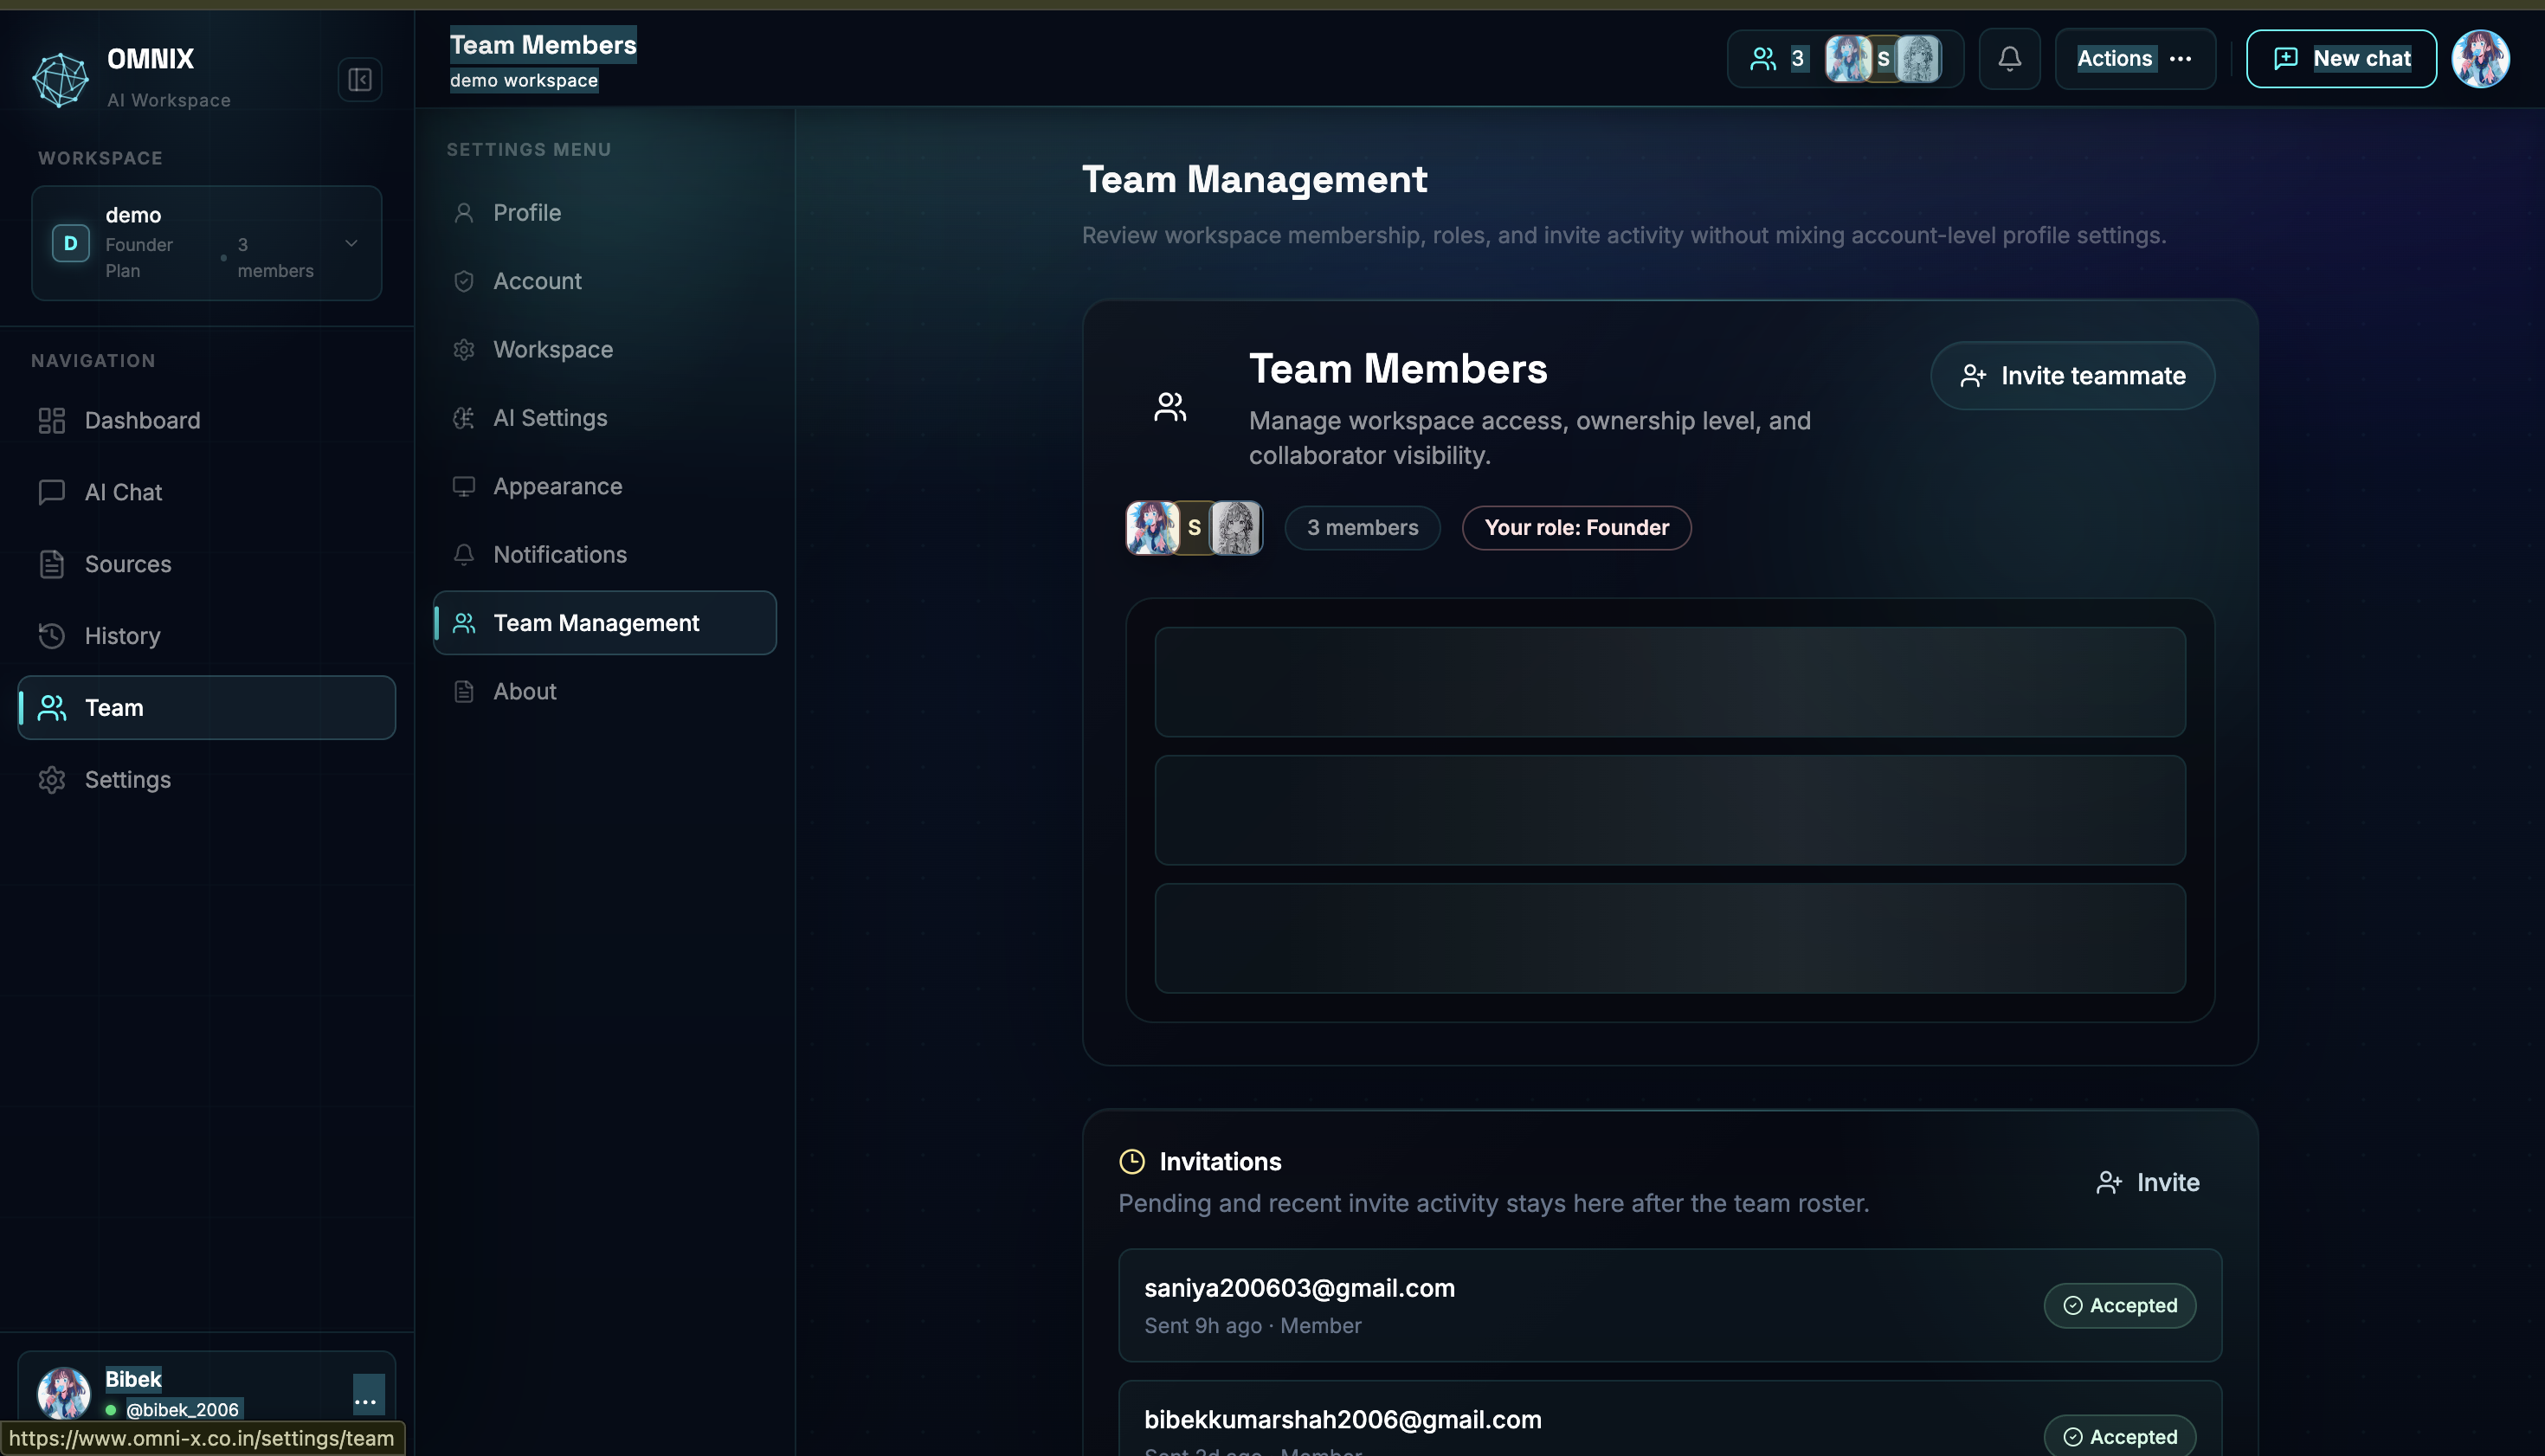 OMNIX
AI Workspace
WORKSPACE
D
demo
Founder Plan
3 members
NAVIGATION
Dashboard
AI Chat
Sources
History
Team
Settings
Bibek
@bibek_2006
...
https://www.omni-x.co.in/settings/team
Team Members
demo workspace
3
S
Actions
New chat
SETTINGS MENU
Profile
Account
Workspace
AI Settings
Appearance
Notifications
Team Management
About
Team Management
Review workspace membership, roles, and invite activity without mixing account-level profile settings.
Team Members
Manage workspace access, ownership level, and
collaborator visibility.
Invite teammate
S
3 members
Your role: Founder
Invitations
Pending and recent invite activity stays here after the team roster.
Invite
saniya200603@gmail.com
Sent 9h ago · Member
Accepted
bibekkumarshah2006@gmail.com
Sent 2d ago · Member
Accepted